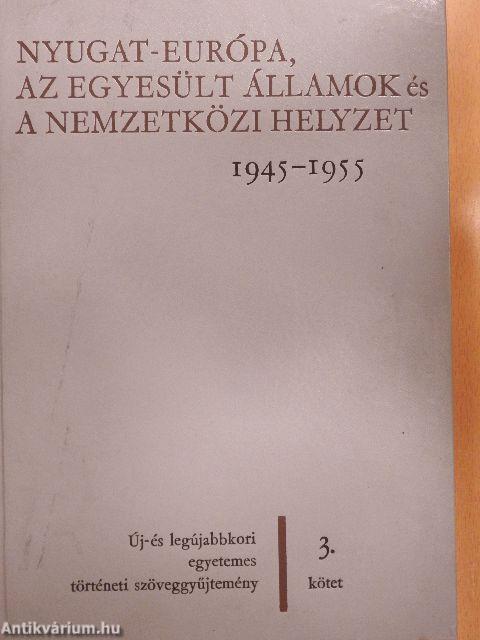 NYUGAT-EURÓPA,
AZ EGYESÜLT ÁLLAMOK és
A NEMZETKÖZI HELYZET
1945–1955
Új-és legújabbkori
egyetemes
történeti szöveggyűjtemény
3.
kötet
Antikvárium.hu